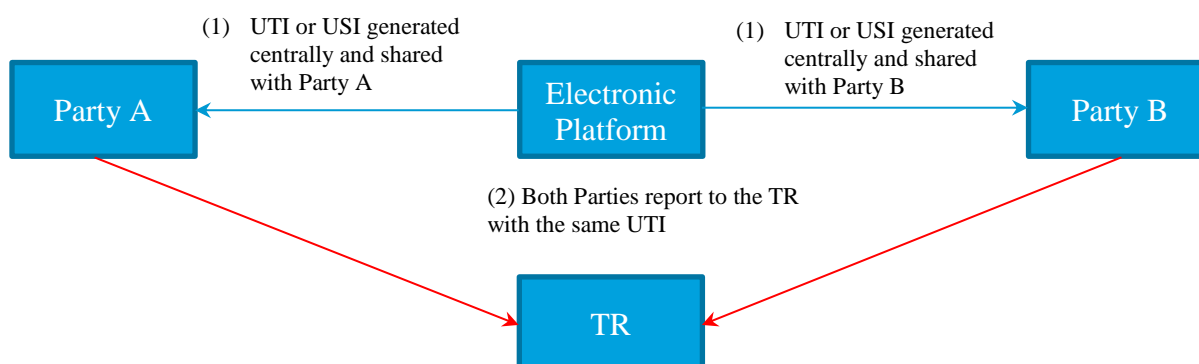 (1) UTI or USI generated
centrally and shared
with Party A
(1) UTI or USI generated
centrally and shared
with Party B
Party A
Electronic
Platform
Party B
(2) Both Parties report to the TR
with the same UTI
TR